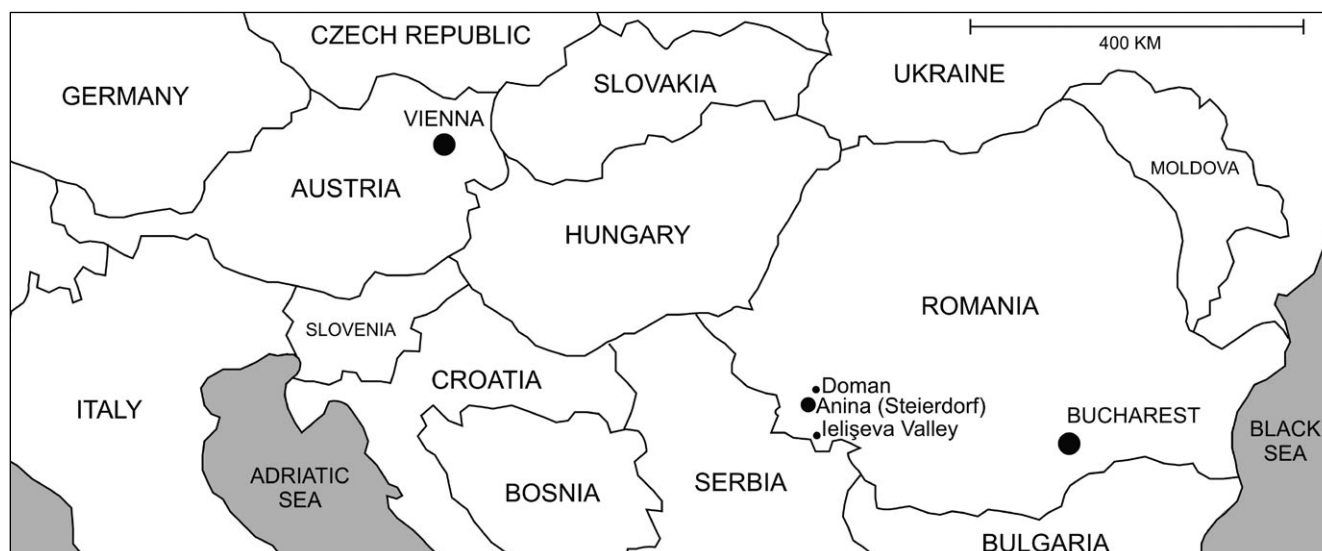 CZECH REPUBLIC
400 KM
UKRAINE
SLOVAKIA
GERMANY
VIENNA
MOLDOVA
AUSTRIA
HUNGARY
ROMANIA
SLOVENIA
CROATIA
Doman
Anina (Steierdorf)
Ielişeva Valley
ITALY
BUCHAREST
BLACK
SEA
ADRIATIC
SEA
BOSNIA
SERBIA
BULGARIA